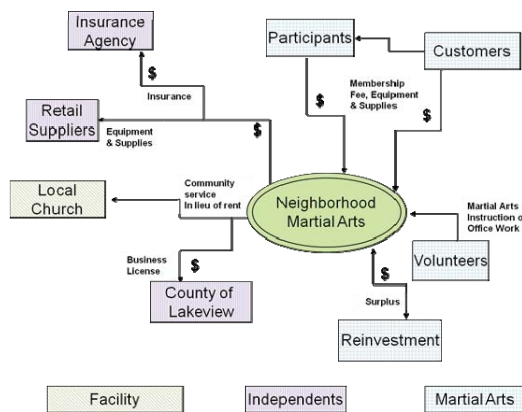 Insurance
Agency
$
Insurance
Retail
Suppliers
Equipment
& Supplies
$
Participants
Customers
$
Membership
Fee, Equipment
& Supplies
$
Local
Church
Community
service
In lieu of rent
Neighborhood
Martial Arts
Martial Arts
Instruction or
Office Work
Volunteers
Business
License
$
County of
Lakeview
$
Surplus
Reinvestment
Facility
Independents
Martial Arts